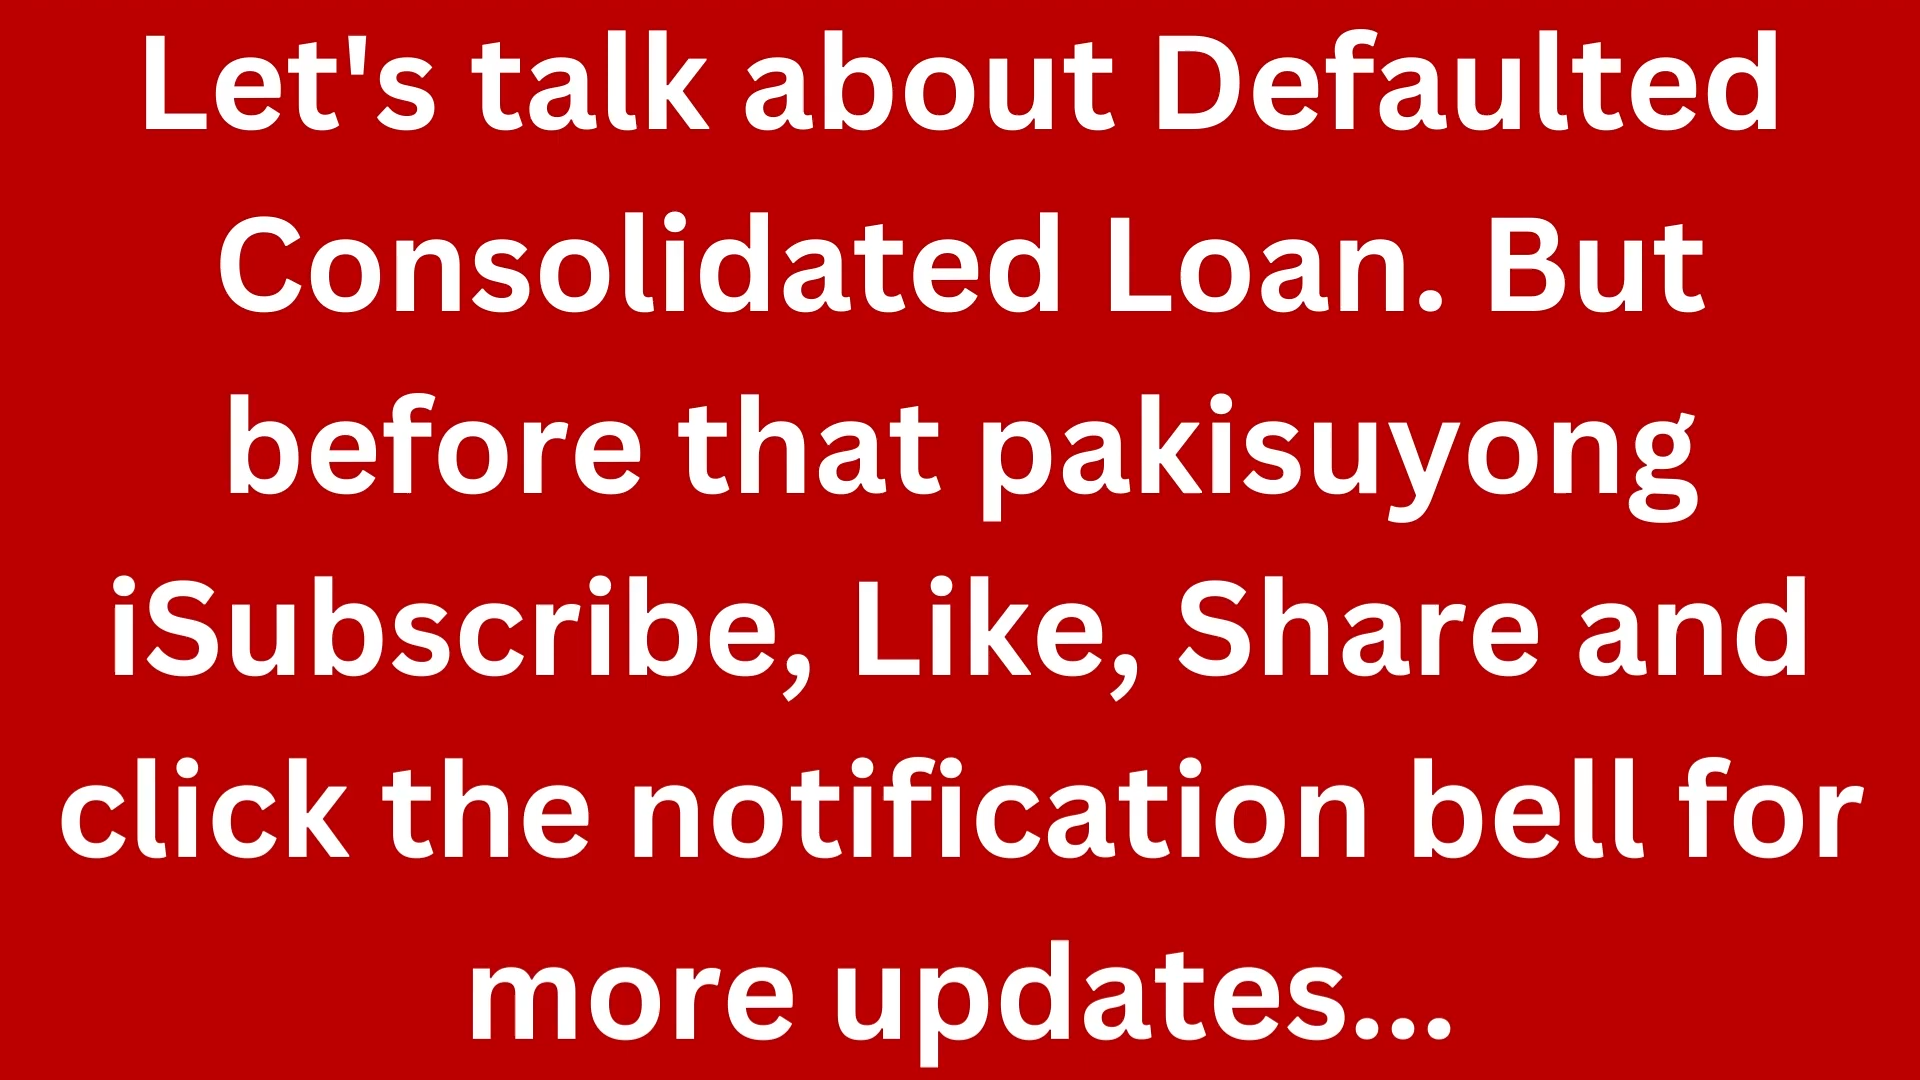 Let's talk about Defaulted
Consolidated Loan. But
before that pakisuyong
iSubscribe, Like, Share and
click the notification bell for
more updates...